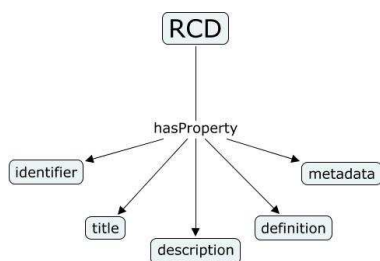 RCD
hasProperty
identifier
metadata
title
definition
description